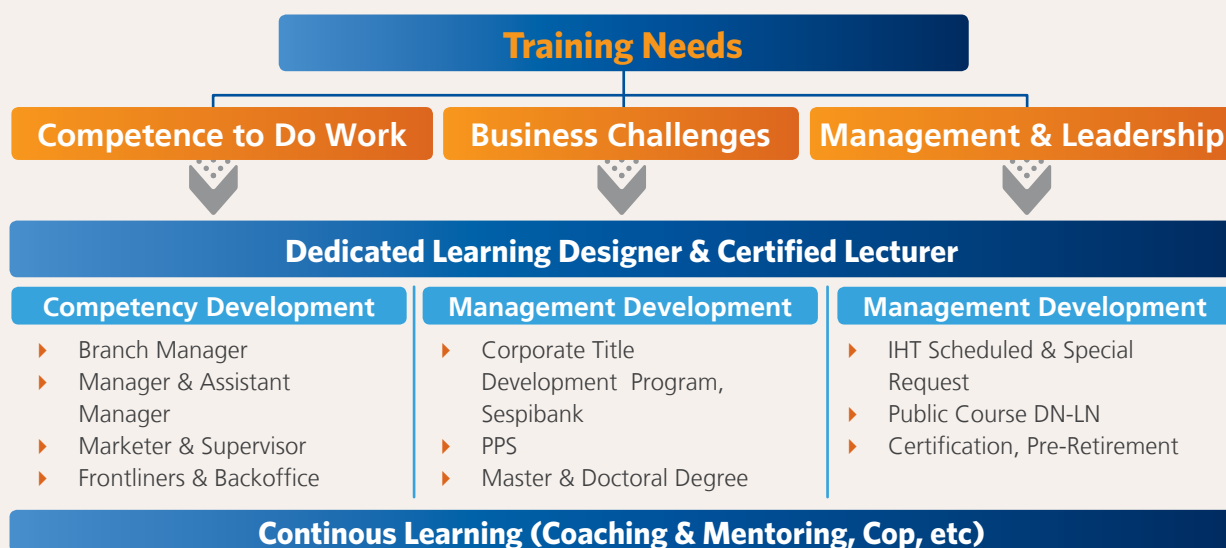 Training Needs
Competence to Do Work
Business Challenges
Management & Leadership
Dedicated Learning Designer & Certified Lecturer
Competency Development
Branch Manager
Manager & Assistant
Manager
Marketer & Supervisor
Frontliners & Backoffice
Management Development
Corporate Title
Development Program,
Sespibank
PPS
Master & Doctoral Degree
Management Development
IHT Scheduled & Special
Request
Public Course DN-LN
Certification, Pre-Retirement
Continous Learning (Coaching & Mentoring, Cop, etc)